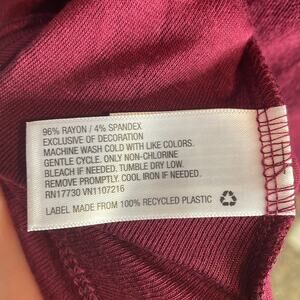 96% RAYON / 4% SPANDEX
EXCLUSIVE OF DECORATION
MACHINE WASH COLD WITH LIKE COLORS.
GENTLE CYCLE. ONLY NON-CHLORINE
BLEACH IF NEEDED. TUMBLE DRY LOW.
REMOVE PROMPTLY. COOL IRON IF NEEDED.
RN17730 VN1107216
LABEL MADE FROM 100% RECYCLED PLASTIC